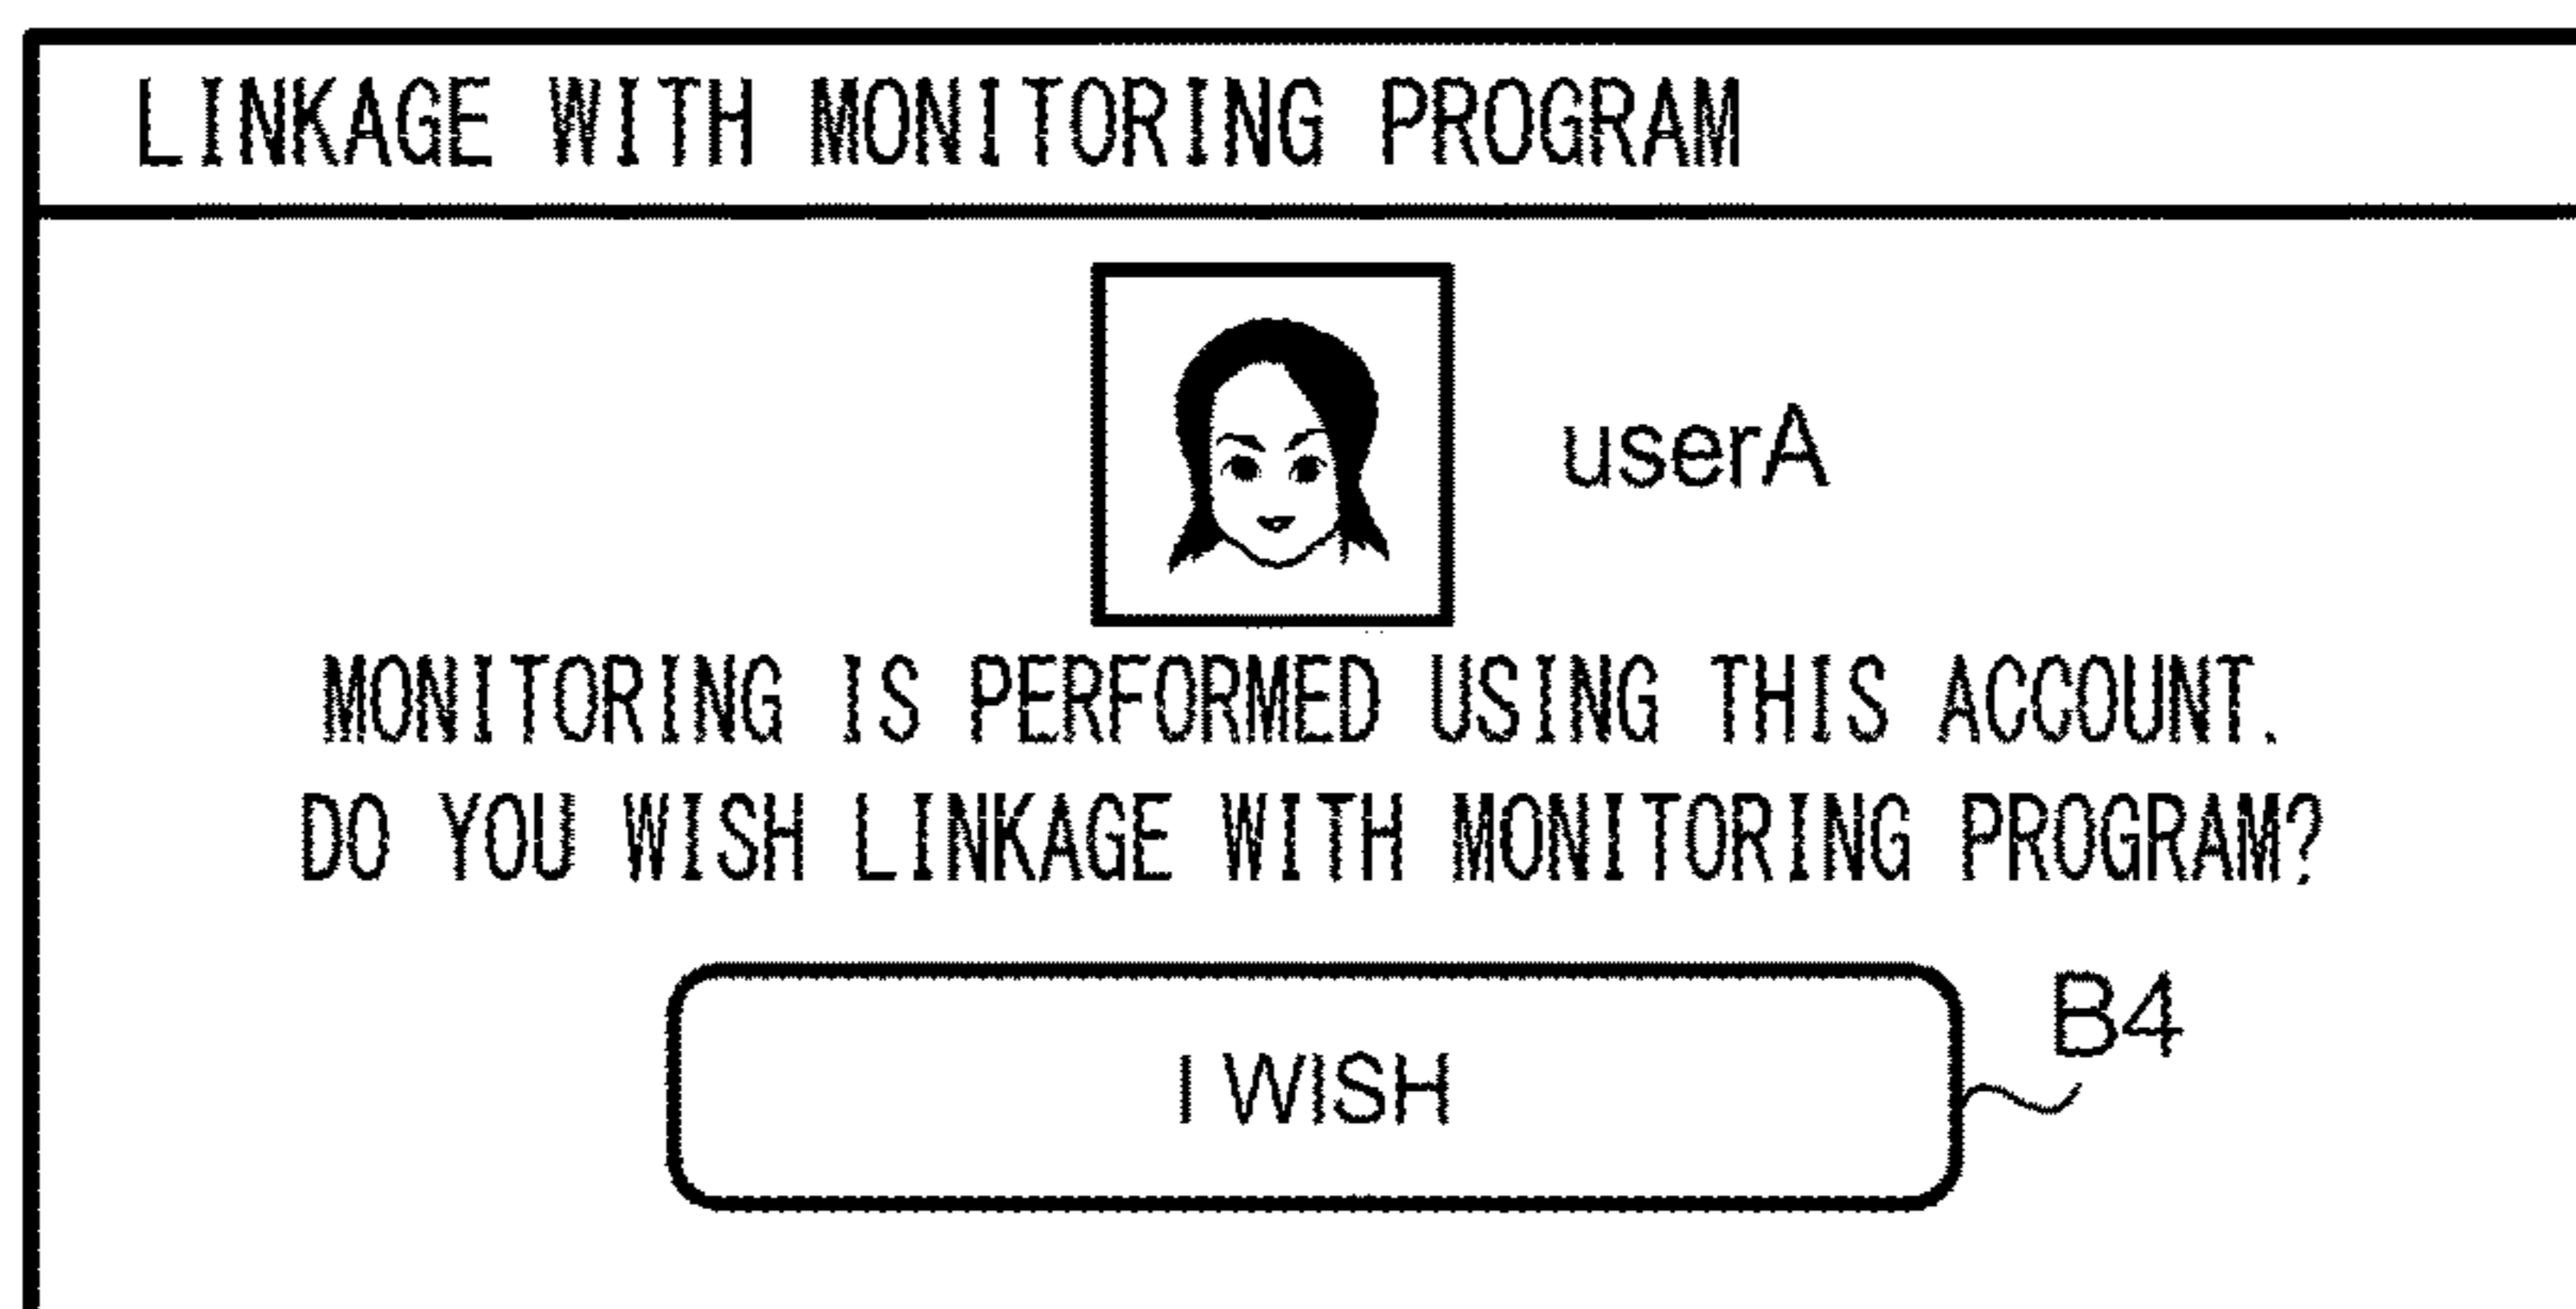 LINKAGE WITH MONITORING PROGRAM
userA
MONITORING IS PERFORMED USING THIS ACCOUNT.
DO YOU WISH LINKAGE WITH MONITORING PROGRAM?
B4
I WISH